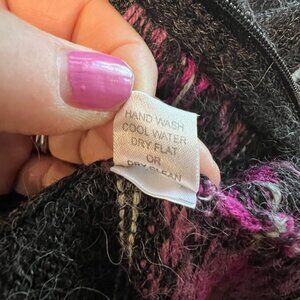 HAND WASH
COOL WATER
DRY FLAT
OR
DRY CLEAN